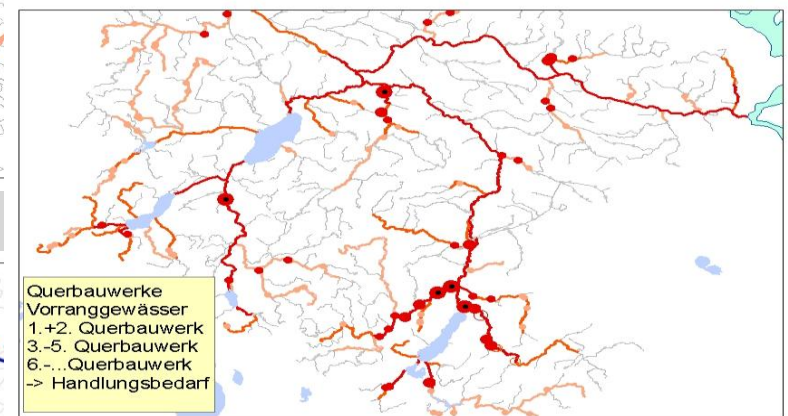 Querbauwerke
Vorranggewässer
1.+2. Querbauwerk
3.-5. Querbauwerk
6.-...Querbauwerk
-> Handlungsbedarf